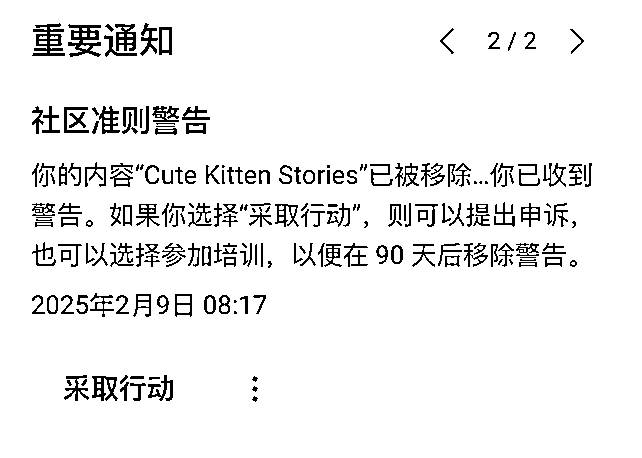 重要通知
2 / 2
社区准则警告
你的内容“Cute Kitten Stories”已被移除...你已收到
警告。如果你选择“采取行动”，则可以提出申诉，
也可以选择参加培训，以便在 90 天后移除警告。
2025年2月9日 08:17
采取行动